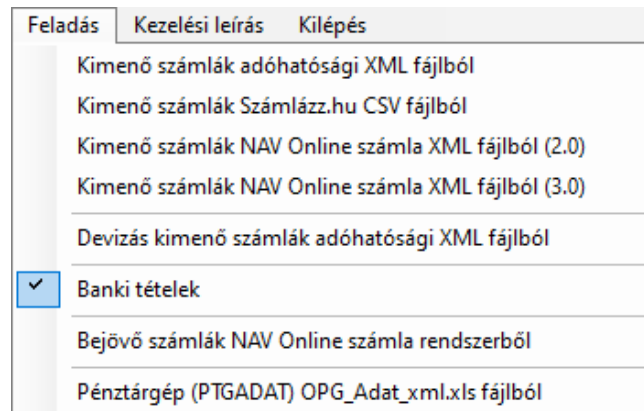 Feladás Kezelési leírás Kilépés
Kimenő számlák adóhatósági XML fájlból
Kimenő számlák Számlázz.hu CSV fájlból
Kimenő számlák NAV Online számla XML fájlból (2.0)
Kimenő számlák NAV Online számla XML fájlból (3.0)
Devizás kimenő számlák adóhatósági XML fájlból
Banki tételek
Bejövő számlák NAV Online számla rendszerből
Pénztárgép (PTGADAT) OPG_Adat_xml.xls fájlból